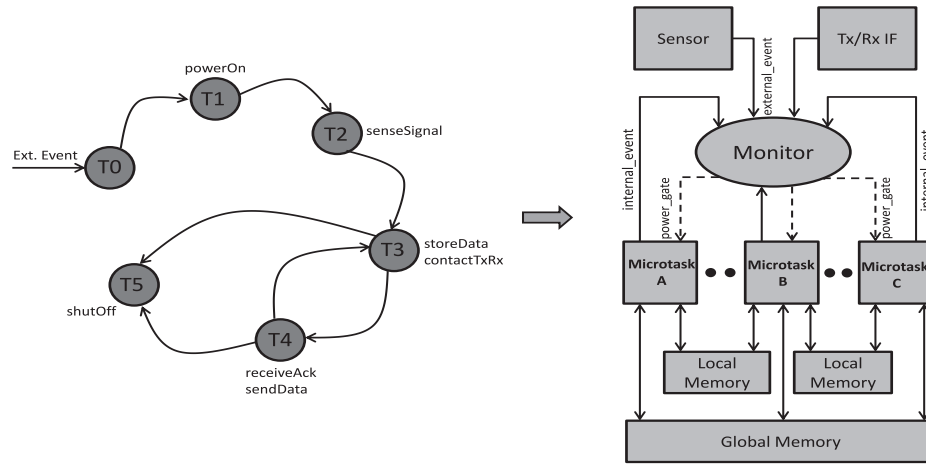 powerOn
T1
T2
senseSignal
Ext. Event
T0
T3
storeData
contactTxRx
T5
shutOff
T4
receiveAck
sendData
Sensor
Tx/Rx IF
external_event
Monitor
internal_event
power_gate
power_gate
internal_event
Microtask
A
Microtask
B
Microtask
C
Local
Memory
Local
Memory
Global Memory